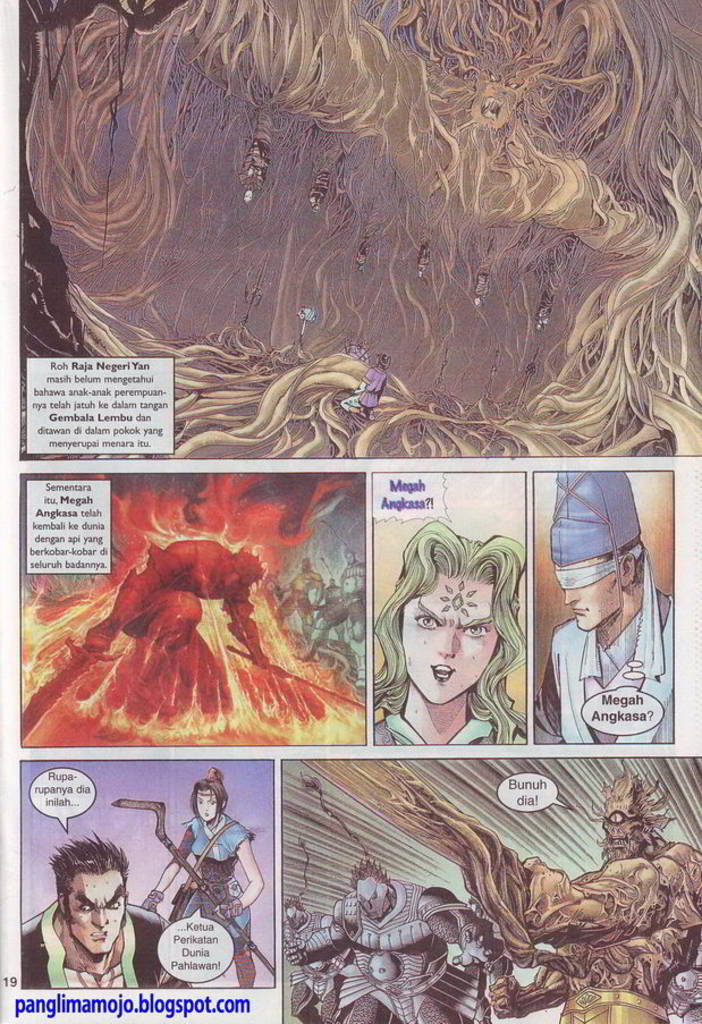 Roh Raja Negeri Yan
masih belum mengetahui
bahawa anak-anak perempuan-
nya telah jatuh ke dalam tangan
Gembala Lembu dan
ditawan di dalam pokok yang
menyerupai menara itu.
Sementara
itu, Megah
Angkasa telah
kembali ke dunia
dengan api yang
berkobar-kobar di
seluruh badannya.
Megah
Angkasa?!
Megah
Angkasa?
Rupa-
rupanya dia
inilah...
...Ketua
Perikatan
Dunia
Pahlawan!
Bunuh
dia!
19
panglimamojo.blogspot.com